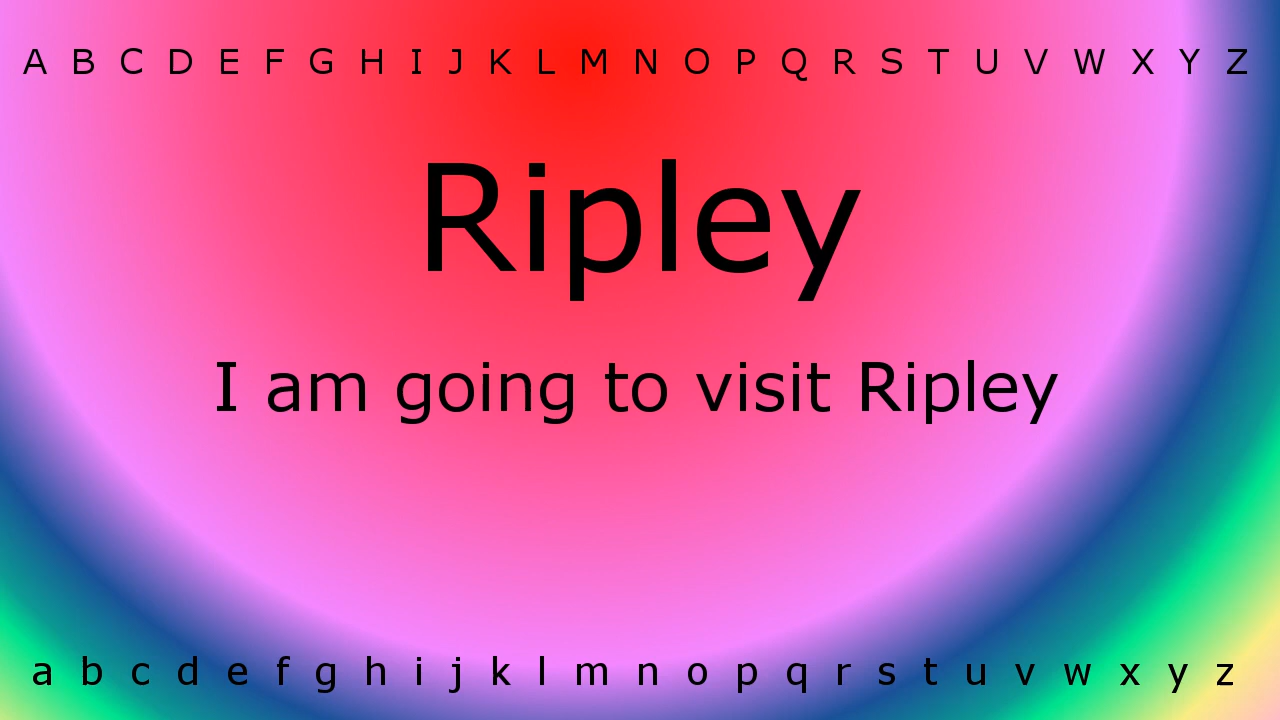 A B C D E F G H I J K L M N O P Q R S T U V W X Y Z
Ripley
I am going to visit Ripley
a b c d e f g h i j k l m n o p q r s t u v w x y z